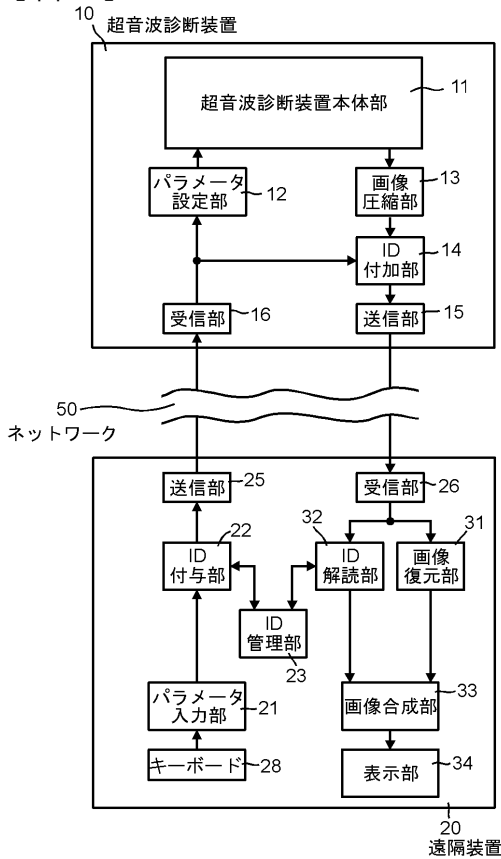 10
超音波診断装置
超音波診断装置本体部
11
パラメータ
設定部
12
画像
圧縮部
13
ID
付加部
14
受信部
16
送信部
15
50
ネットワーク
送信部
25
受信部
26
ID
付与部
22
32
ID
解読部
31
画像
復元部
ID
管理部
23
パラメータ
入力部
21
画像合成部
33
キーボード
28
表示部
34
20
遠隔装置